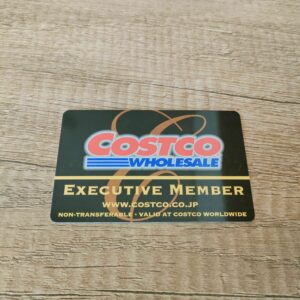 COSTCO
WHOLESALE
EXECUTIVE MEMBER
WWW.COSTCO.CO.JP
NON-TRANSFERABLE - VALID AT COSTCO WORLDWIDE